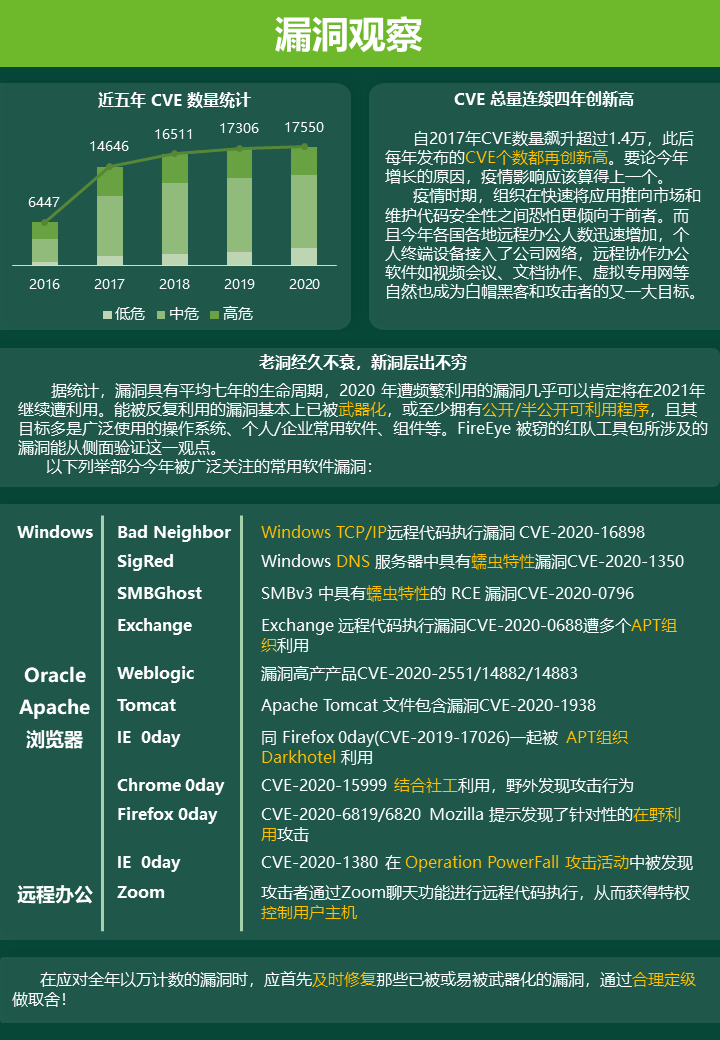 漏洞观察
近五年 CVE 数量统计
6447
14646
16511
17306
17550
2016
2017
2018
2019
2020
低危
中危
高危
CVE 总量连续四年创新高
自2017年CVE数量飙升超过1.4万，此后
每年发布的CVE个数都再创新高。要论今年
增长的原因，疫情影响应该算得上一个。
疫情时期，组织在快速将应用推向市场和
维护代码安全性之间恐怕更倾向于前者。而
且今年各国各地远程办公人数迅速增加，个
人终端设备接入了公司网络，远程协作办公
软件如视频会议、文档协作、虚拟专用网等
自然也成为白帽黑客和攻击者的又一大目标。
老洞经久不衰，新洞层出不穷
据统计，漏洞具有平均七年的生命周期，2020 年遭频繁利用的漏洞几乎可以肯定将在2021年
继续遭利用。能被反复利用的漏洞基本上已被武器化，或至少拥有公开/半公开可利用程序，且其
目标多是广泛使用的操作系统、个人/企业常用软件、组件等。FireEye 被窃的红队工具包所涉及的
漏洞能从侧面验证这一观点。
以下列举部分今年被广泛关注的常用软件漏洞：
Windows
Bad Neighbor
Windows TCP/IP远程代码执行漏洞 CVE-2020-16898
SigRed
Windows DNS 服务器中具有蠕虫特性漏洞CVE-2020-1350
SMBGhost
SMBv3 中具有蠕虫特性的 RCE 漏洞CVE-2020-0796
Exchange
Exchange 远程代码执行漏洞CVE-2020-0688遭多个APT组
织利用
Oracle
Weblogic
漏洞高产产品CVE-2020-2551/14882/14883
Apache
Tomcat
Apache Tomcat 文件包含漏洞CVE-2020-1938
浏览器
IE 0day
同 Firefox 0day(CVE-2019-17026)一起被 APT组织
Darkhotel 利用
Chrome 0day
CVE-2020-15999 结合社工利用，野外发现攻击行为
Firefox 0day
CVE-2020-6819/6820 Mozilla 提示发现了针对性的在野利
用攻击
IE 0day
CVE-2020-1380 在 Operation PowerFall 攻击活动中被发现
远程办公
Zoom
攻击者通过Zoom聊天功能进行远程代码执行，从而获得特权
控制用户主机
在应对全年以万计数的漏洞时，应首先及时修复那些已被或易被武器化的漏洞，通过合理定级
做取舍！